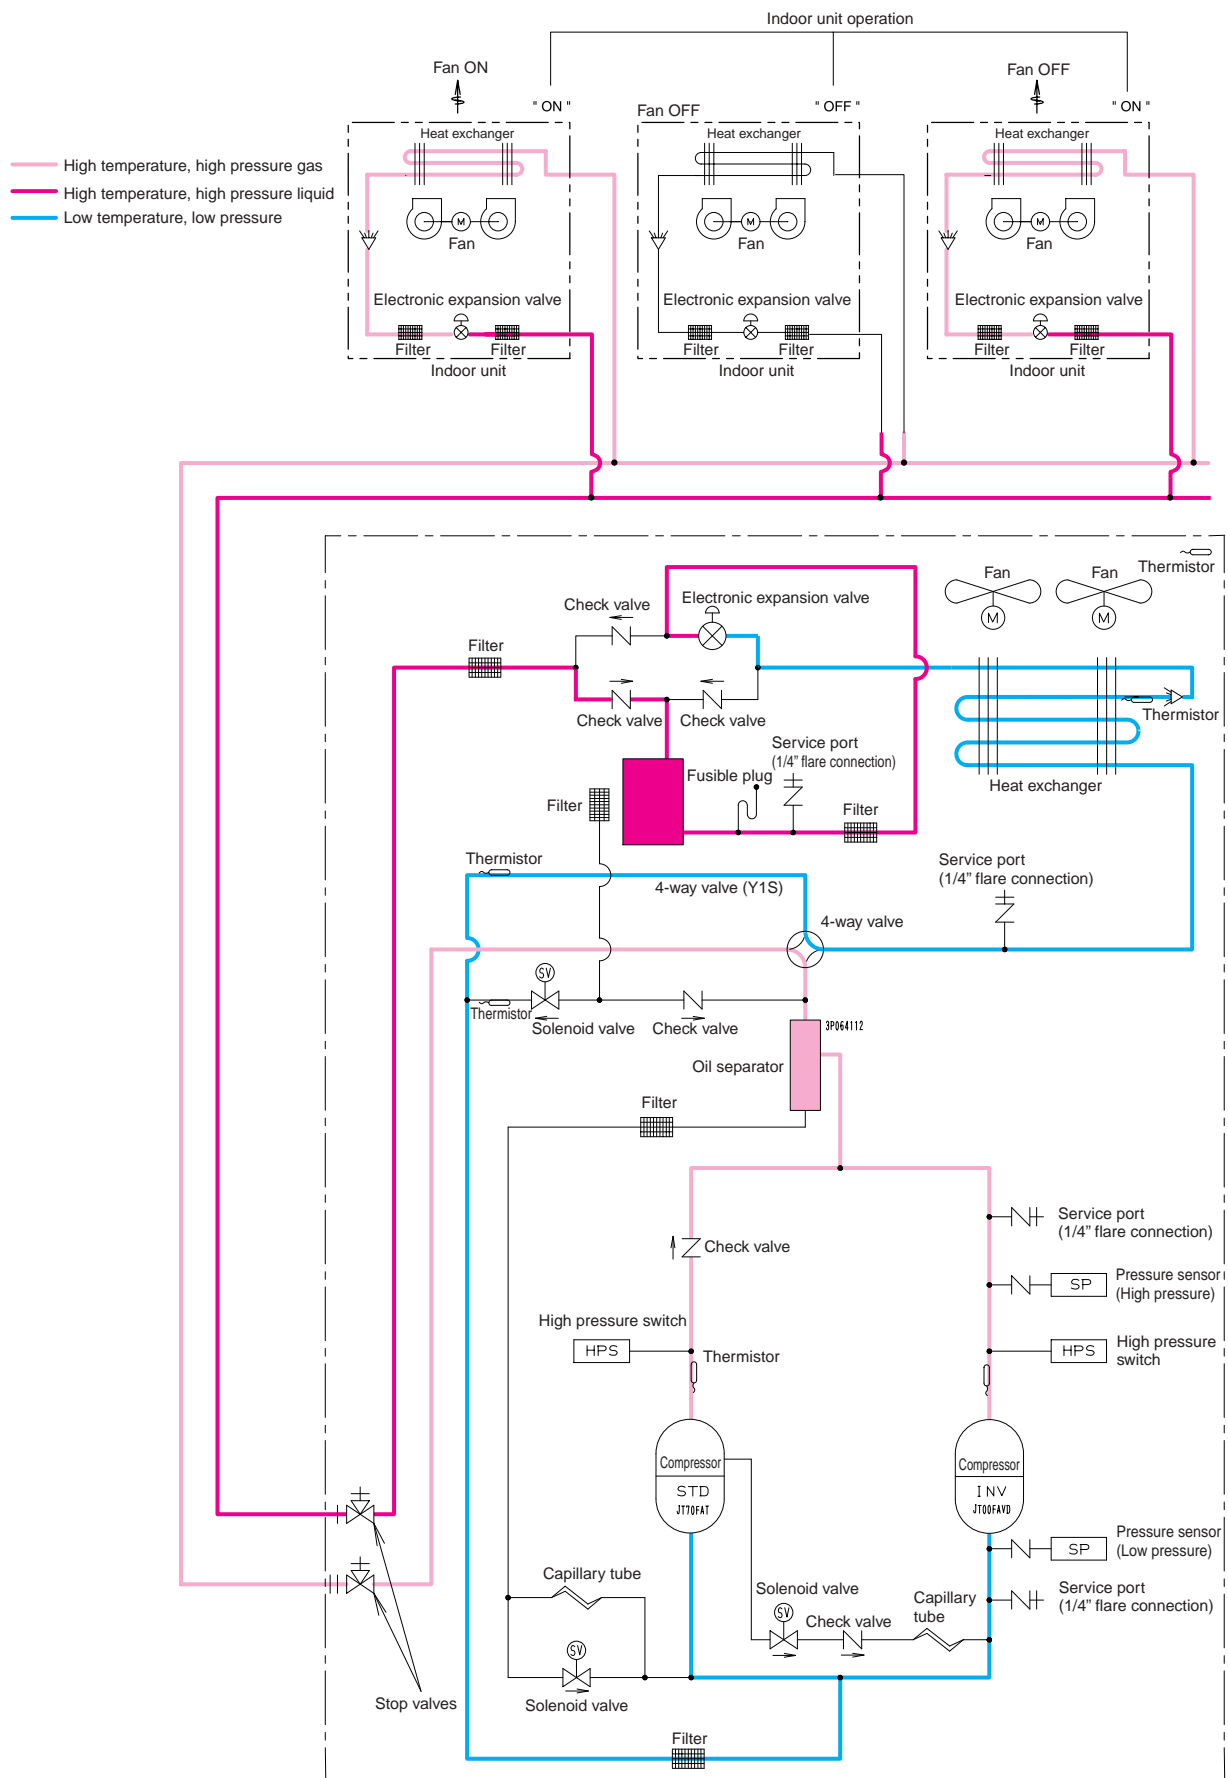 Indoor unit operation
Fan ON
Fan OFF
" ON "
Fan OFF
" OFF "
" ON "
Heat exchanger
Heat exchanger
Heat exchanger
High temperature, high pressure gas
High temperature, high pressure liquid
Low temperature, low pressure
M
M
M
Fan
Fan
Fan
Electronic expansion valve
Electronic expansion valve
Electronic expansion valve
Filter
Filter
Filter
Filter
Filter
Filter
Indoor unit
Indoor unit
Indoor unit
Thermistor
Fan
Fan
M
M
Check valve
Electronic expansion valve
Filter
Check valve
Check valve
Thermistor
Service port
(1/4” flare connection)
Fusible plug
Heat exchanger
Filter
Filter
Thermistor
4-way valve (Y1S)
Service port
(1/4” flare connection)
4-way valve
SV
Thermistor
Solenoid valve
Check valve
3P064112
Oil separator
Filter
Service port
(1/4” flare connection)
Check valve
SP
Pressure sensor
(High pressure)
High pressure switch
HPS
Thermistor
HPS
High pressure
switch
Compressor
STD
JT70FAT
Compressor
INV
JT00FAVD
SP
Pressure sensor
(Low pressure)
Capillary tube
Solenoid valve
SV
Check valve
Capillary
tube
Service port
(1/4” flare connection)
SV
Solenoid valve
Stop valves
Filter